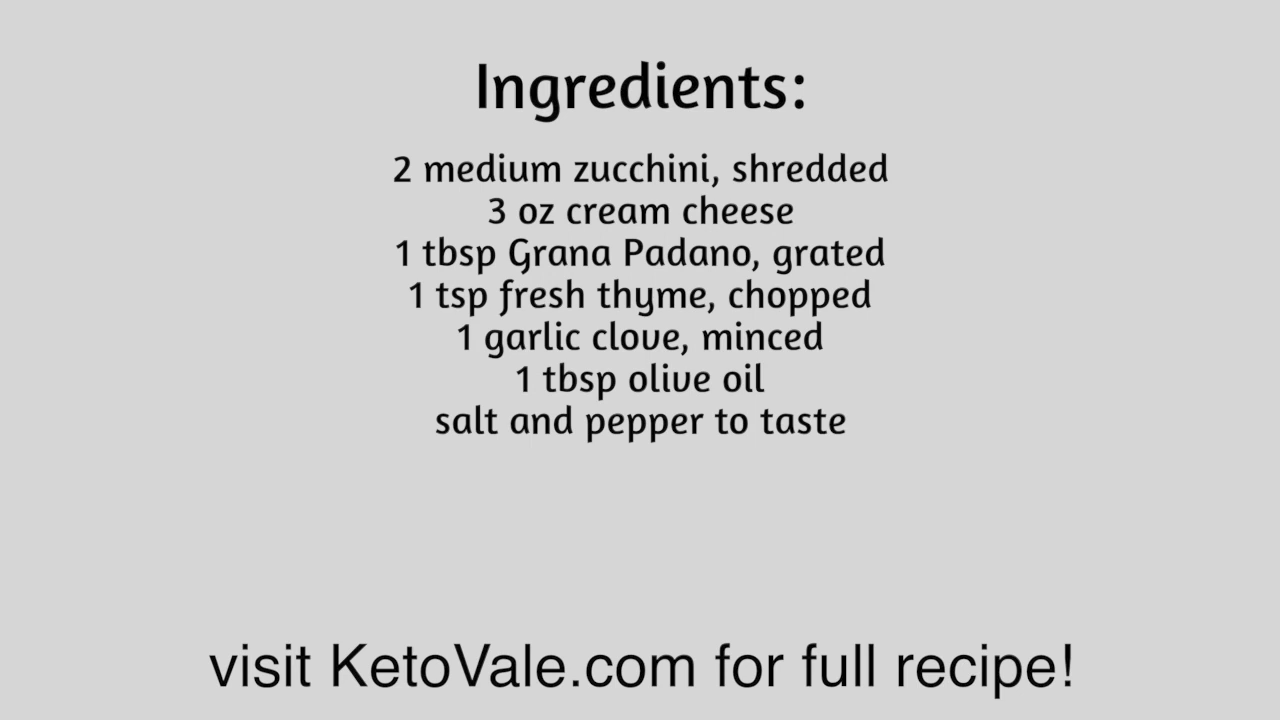 Ingredients:
2 medium zucchini, shredded
3 oz cream cheese
1 tbsp Grana Padano, grated
1 tsp fresh thyme, chopped
1 garlic clove, minced
1 tbsp olive oil
salt and pepper to taste
visit KetoVale.com for full recipe!